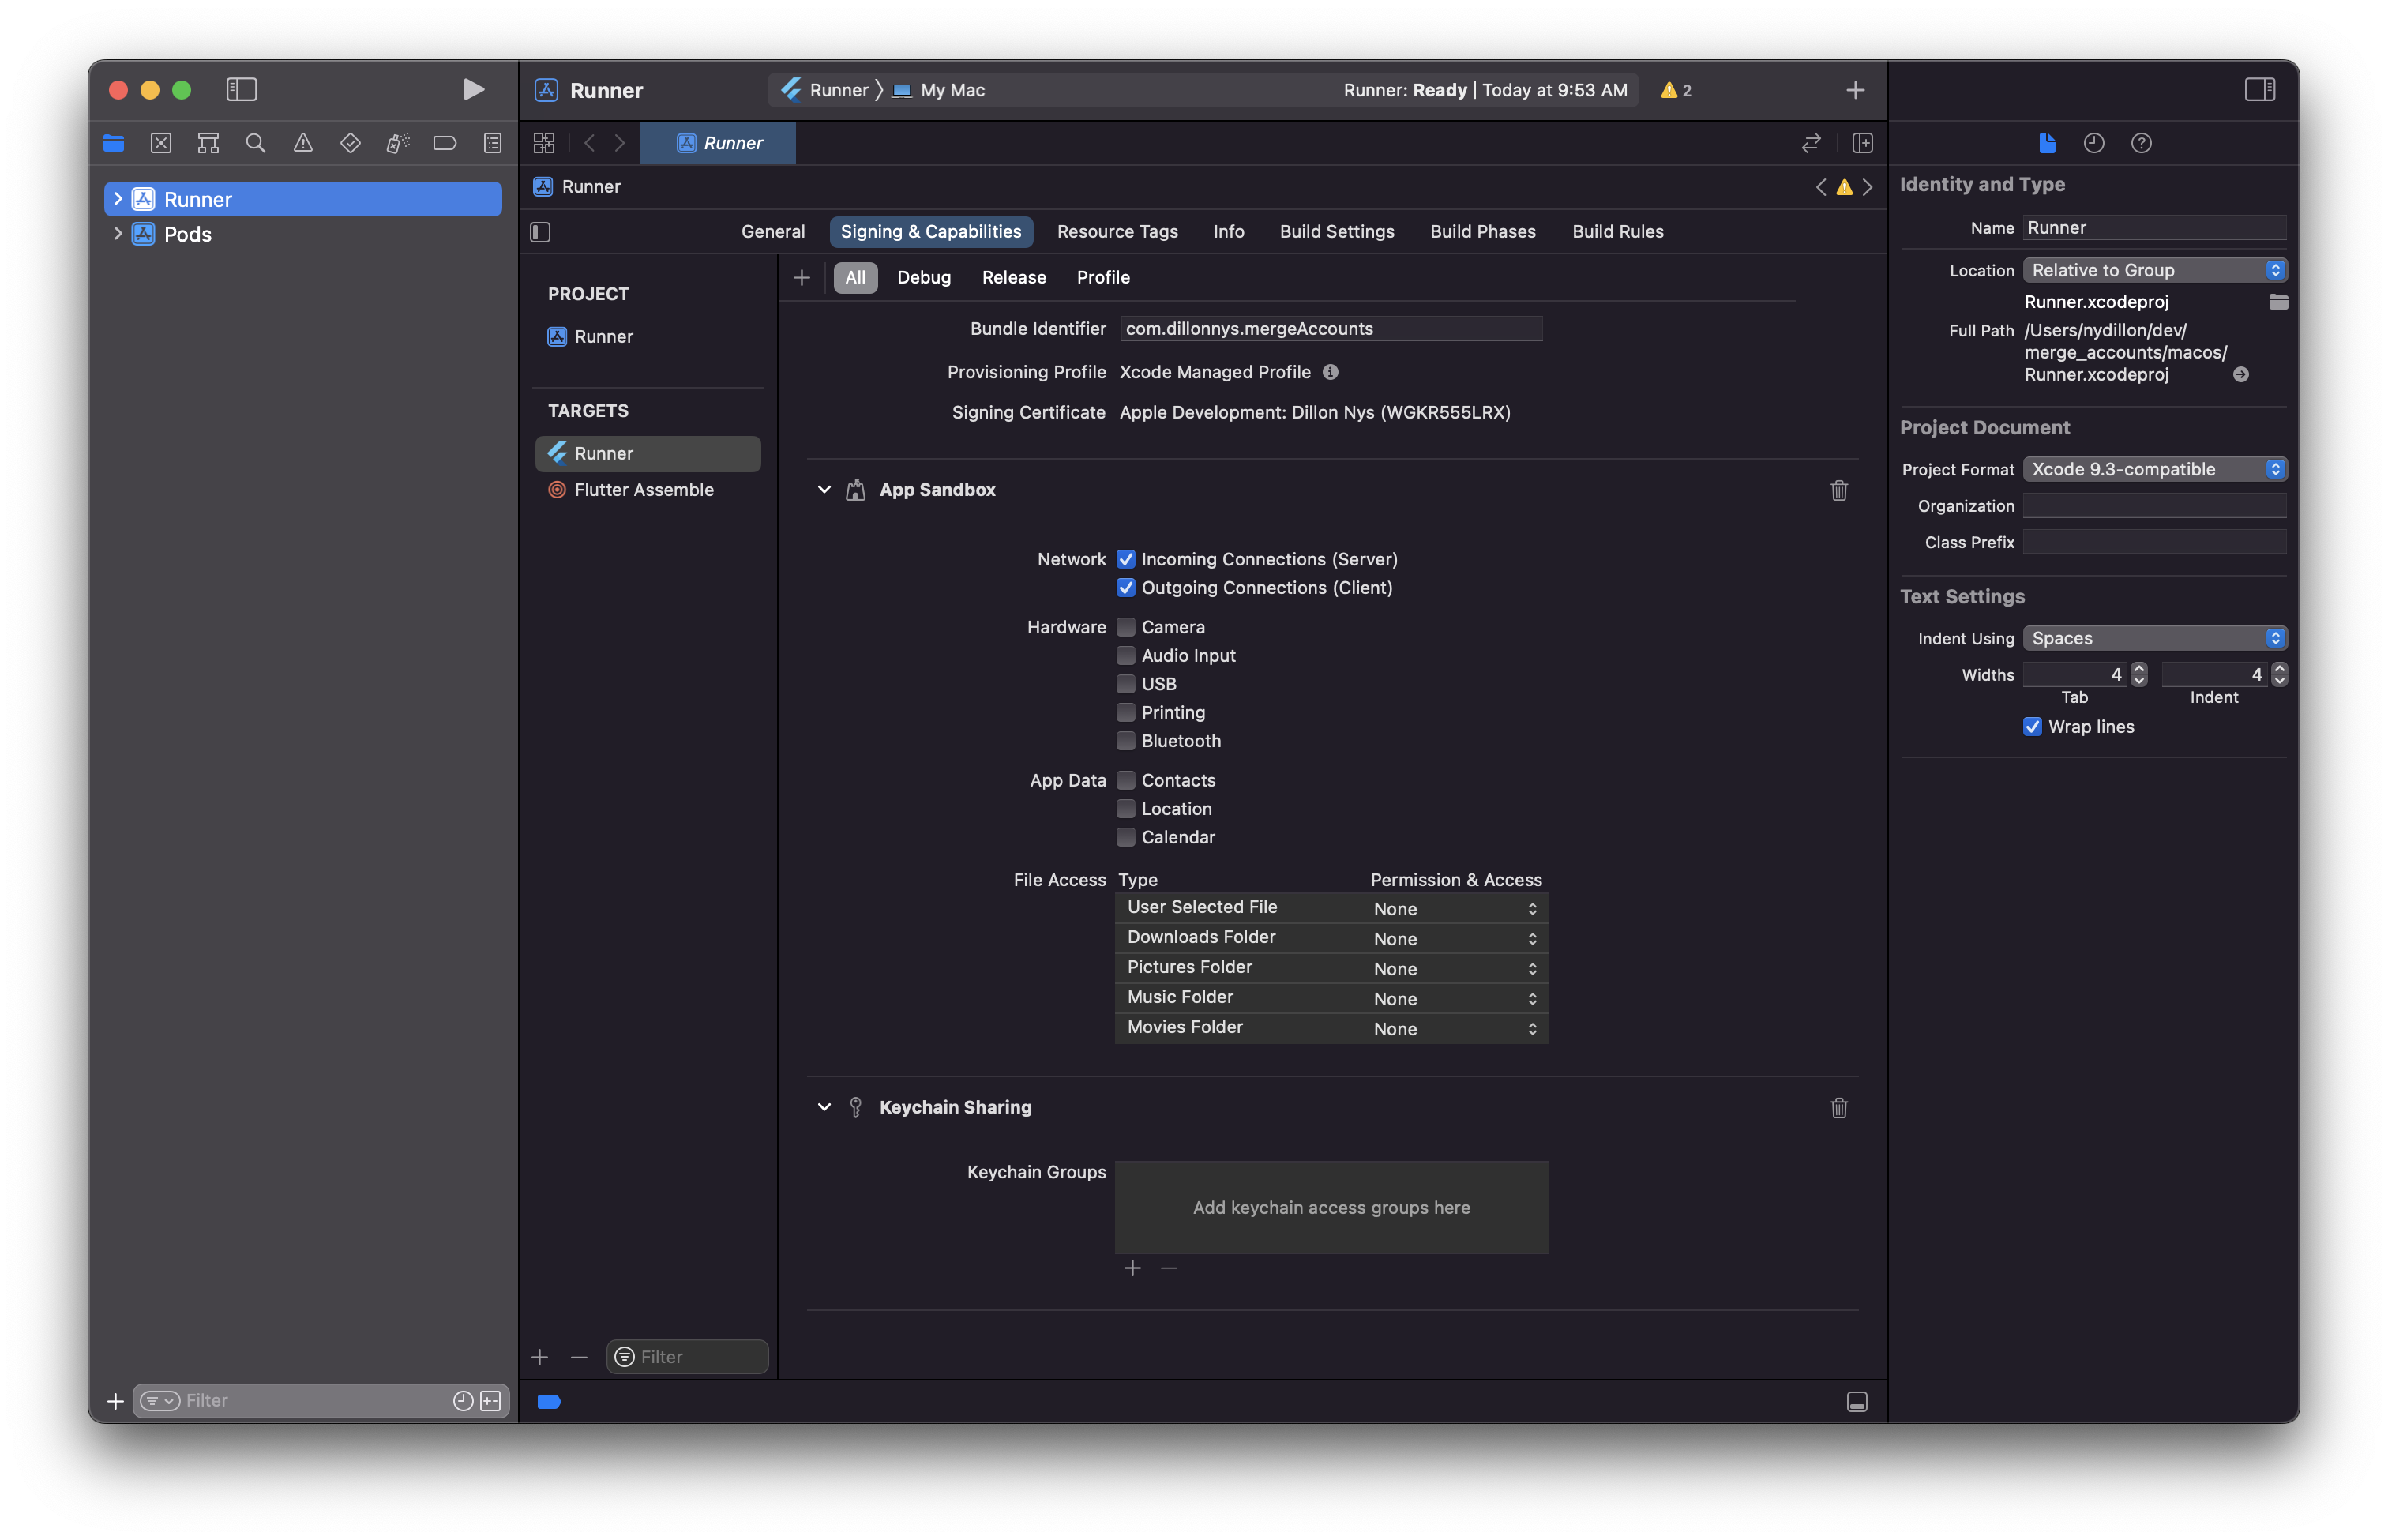 Runner
Runner
My Mac
Runner: Ready | Today at 9:53 AM
2
Runner
Runner
Pods
Runner
General
Signing & Capabilities
Resource Tags
Info
Build Settings
Build Phases
Build Rules
PROJECT
Runner
TARGETS
Runner
Flutter Assemble
All
Debug
Release
Profile
Bundle Identifier com.dillonnys.mergeAccounts
Provisioning Profile Xcode Managed Profile
Signing Certificate Apple Development: Dillon Nys (WGKR555LRX)
App Sandbox
Network Incoming Connections (Server)
Outgoing Connections (Client)
Hardware Camera
Audio Input
USB
Printing
Bluetooth
App Data Contacts
Location
Calendar
File Access Type Permission & Access
User Selected File None
Downloads Folder None
Pictures Folder None
Music Folder None
Movies Folder None
Keychain Sharing
Keychain Groups
Add keychain access groups here
Filter
Filter
Identity and Type
Name Runner
Location Relative to Group
Runner.xcodeproj
Full Path /Users/nydillon/dev/
merge_accounts/macos/
Runner.xcodeproj
Project Document
Project Format Xcode 9.3-compatible
Organization
Class Prefix
Text Settings
Indent Using Spaces
Widths 4 4
Tab Indent
Wrap lines